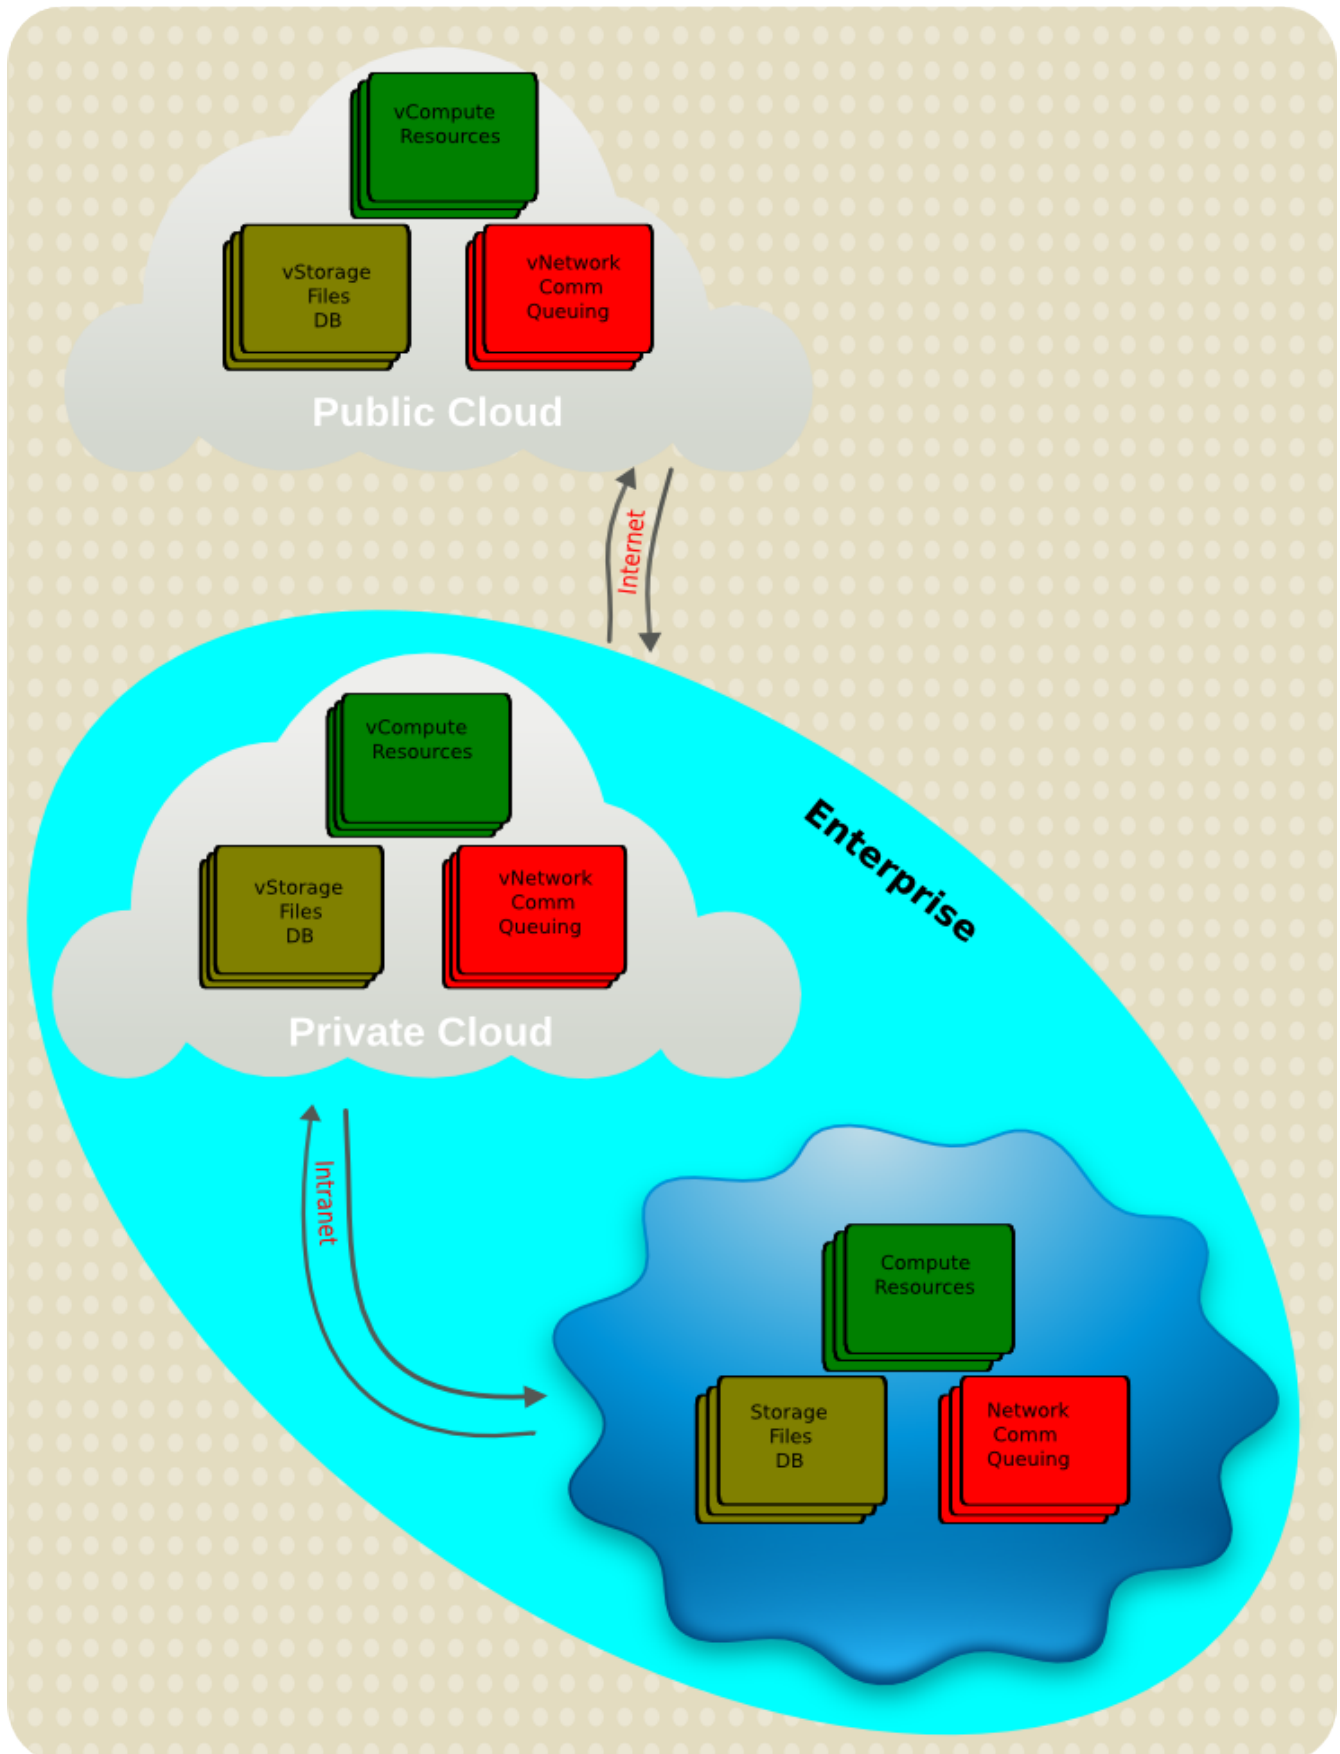 vCompute
Resources
vStorage
Files
DB
vNetwork
Comm
Queuing
Public Cloud
Internet
vCompute
Resources
vStorage
Files
DB
vNetwork
Comm
Queuing
Private Cloud
Enterprise
Intranet
Compute
Resources
Storage
Files
DB
Network
Comm
Queuing